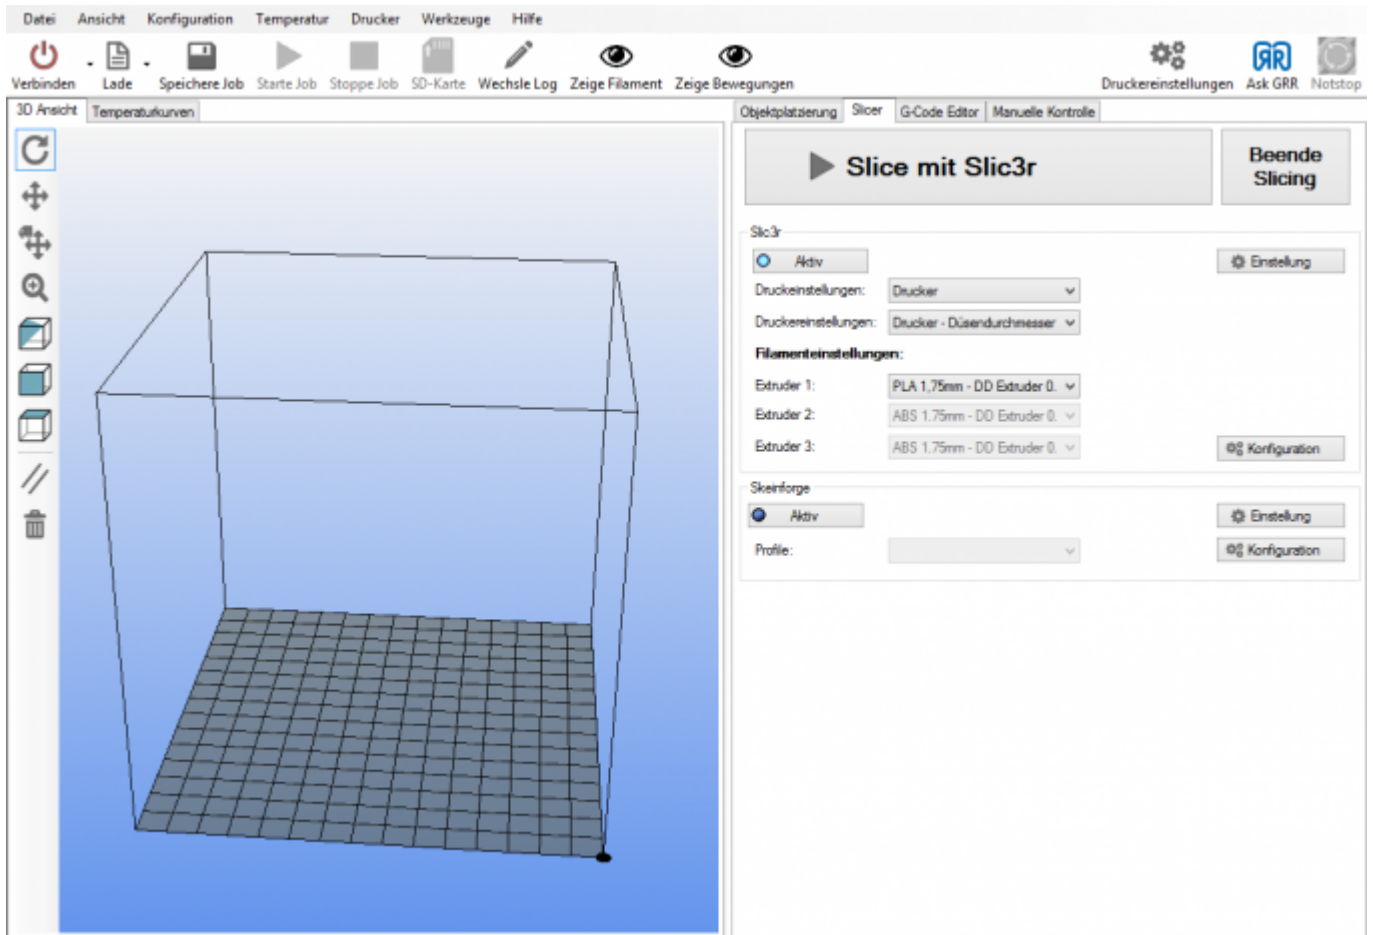 Datei Ansicht Konfiguration Temperatur Drucker Werkzeuge Hilfe
Verbinden Lade Speichere Job Starte Job Stoppe Job SD-Karte Wechsle Log Zeige Filament Zeige Bewegungen Druckereinstellungen Ask GRR Notstop
3D Ansicht Temperaturkurven
Objektplatzierung Slicer G-Code Editor Manuelle Kontrolle
Slice mit Slic3r
Beende
Slicing
Slic3r
Aktiv Einstellung
Druckeinstellungen: Drucker
Druckereinstellungen: Drucker - Düsendurchmesser
Filamenteinstellungen:
Extruder 1: PLA 1,75mm - DD Extruder 0.
Extruder 2: ABS 1.75mm - DD Extruder 0.
Extruder 3: ABS 1.75mm - DD Extruder 0. Konfiguration
Skeinforge
Aktiv Einstellung
Profile: Konfiguration